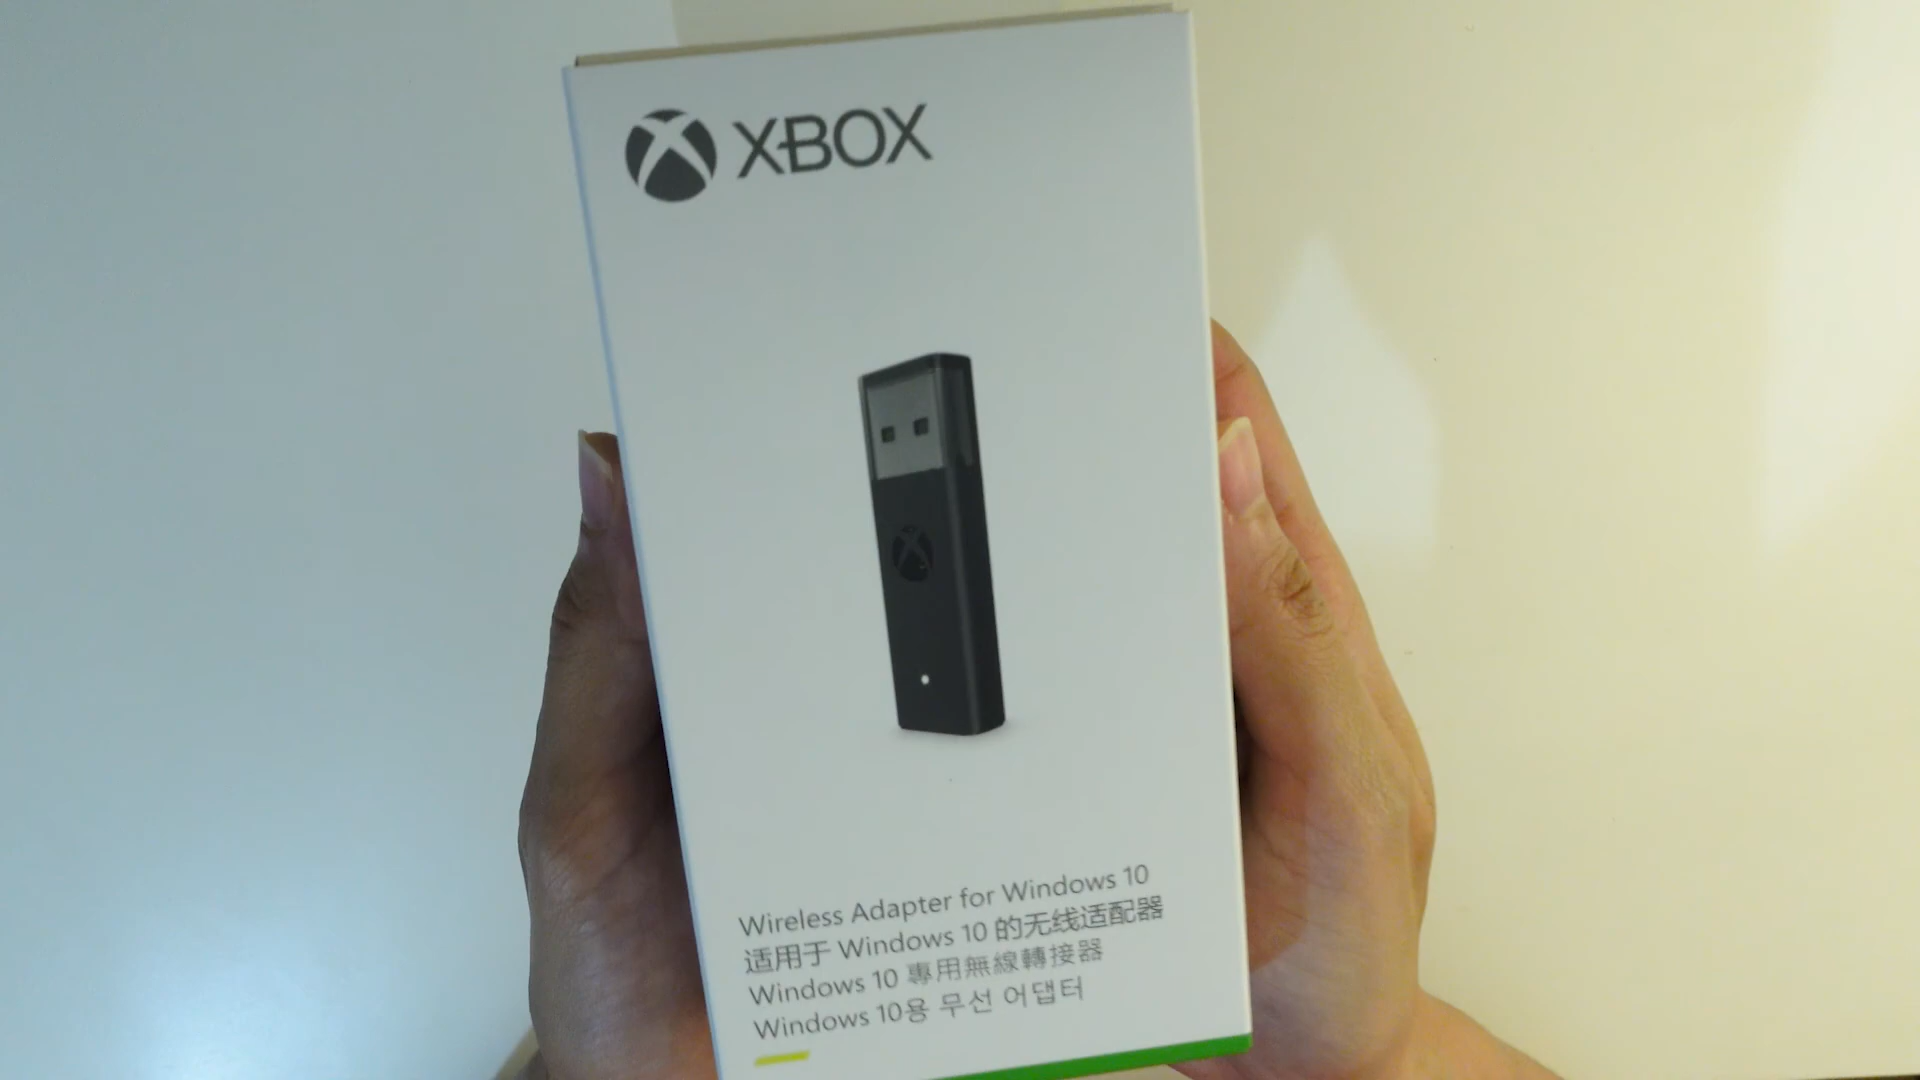 XBOX
Wireless Adapter for Windows 10
适用于 Windows 10 的无线适配器
Windows 10 專用無線轉接器
Windows 10용 무선 어댑터